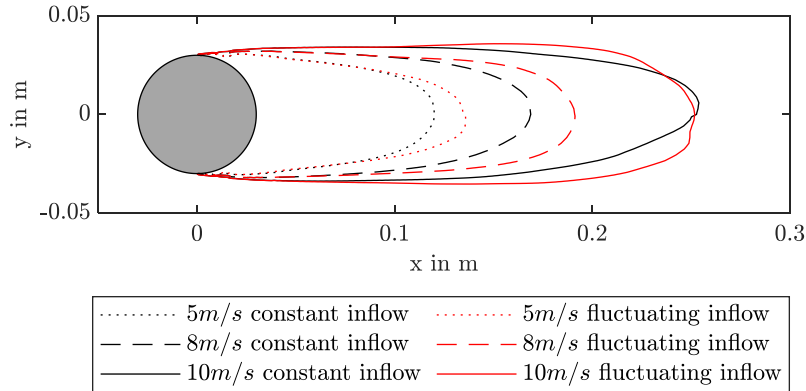 0.05
0
-0.05
y in m
0 0.1 0.2 0.3
x in m
5m/s constant inflow 5m/s fluctuating inflow
8m/s constant inflow 8m/s fluctuating inflow
10m/s constant inflow 10m/s fluctuating inflow